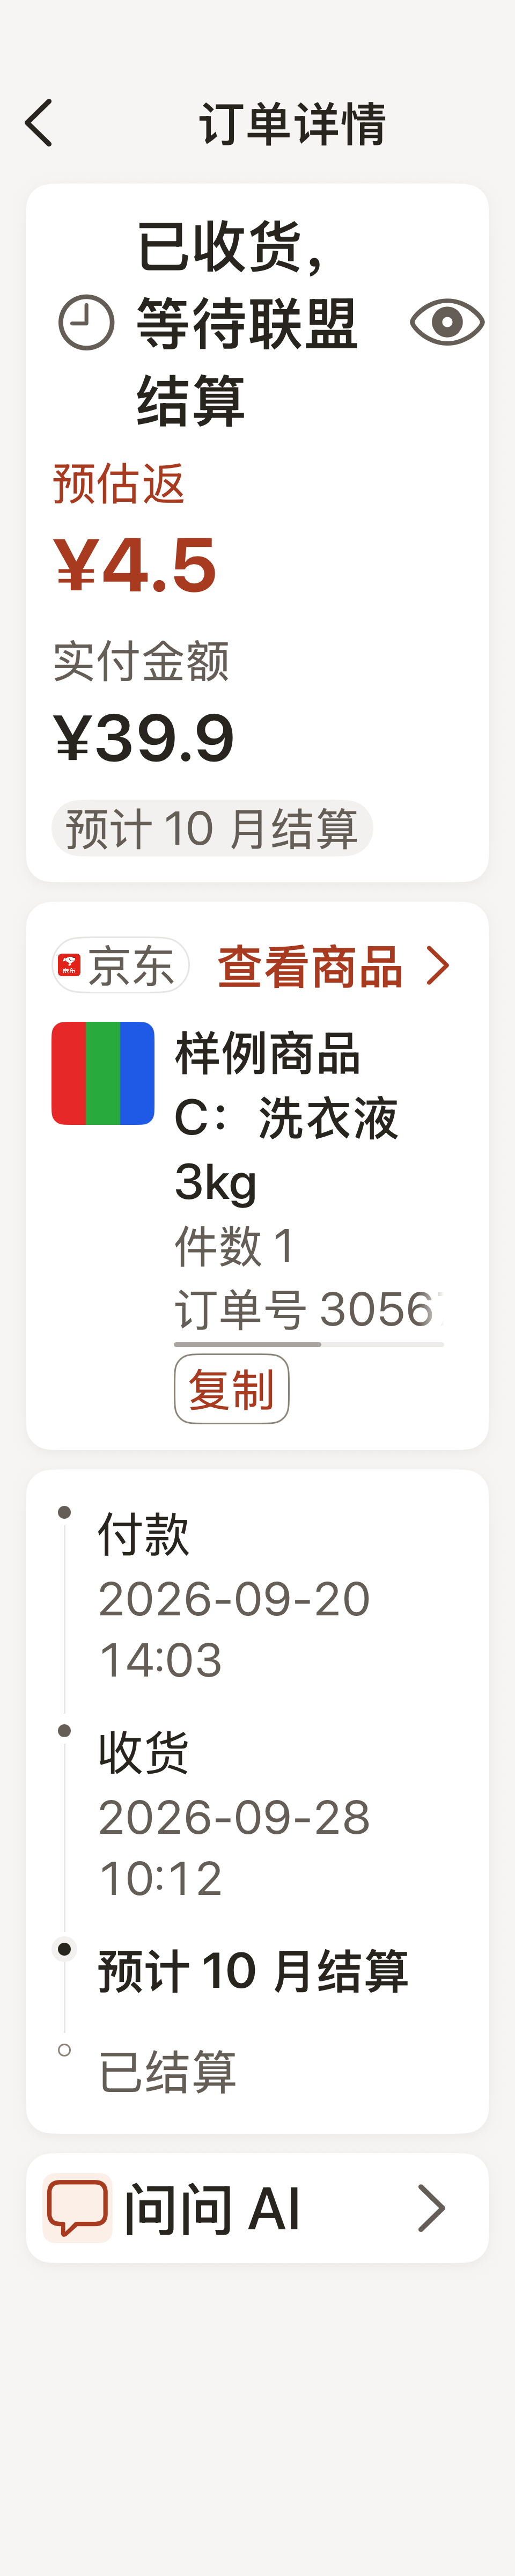 订单详情
已收货，
等待联盟
结算
预估返
¥4.5
实付金额
¥39.9
预计 10 月结算
京东
京东
查看商品
样例商品
C：洗衣液
3kg
件数 1
订单号 3056
复制
付款
2026-09-20
14:03
收货
2026-09-28
10:12
预计 10 月结算
已结算
问问 AI